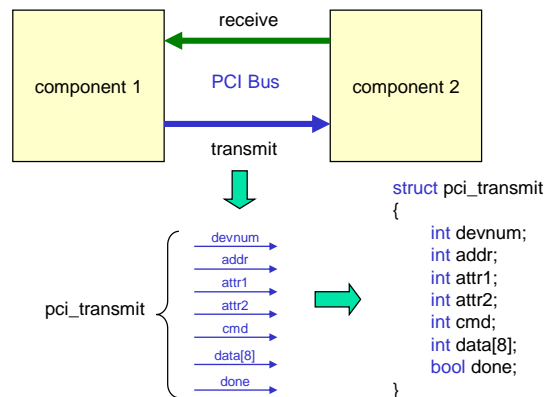 receive
component 1
PCI Bus
component 2
transmit
pci_transmit
devnum
addr
attr1
attr2
cmd
data[8]
done
struct pci_transmit
{
int devnum;
int addr;
int attr1;
int attr2;
int cmd;
int data[8];
bool done;
}